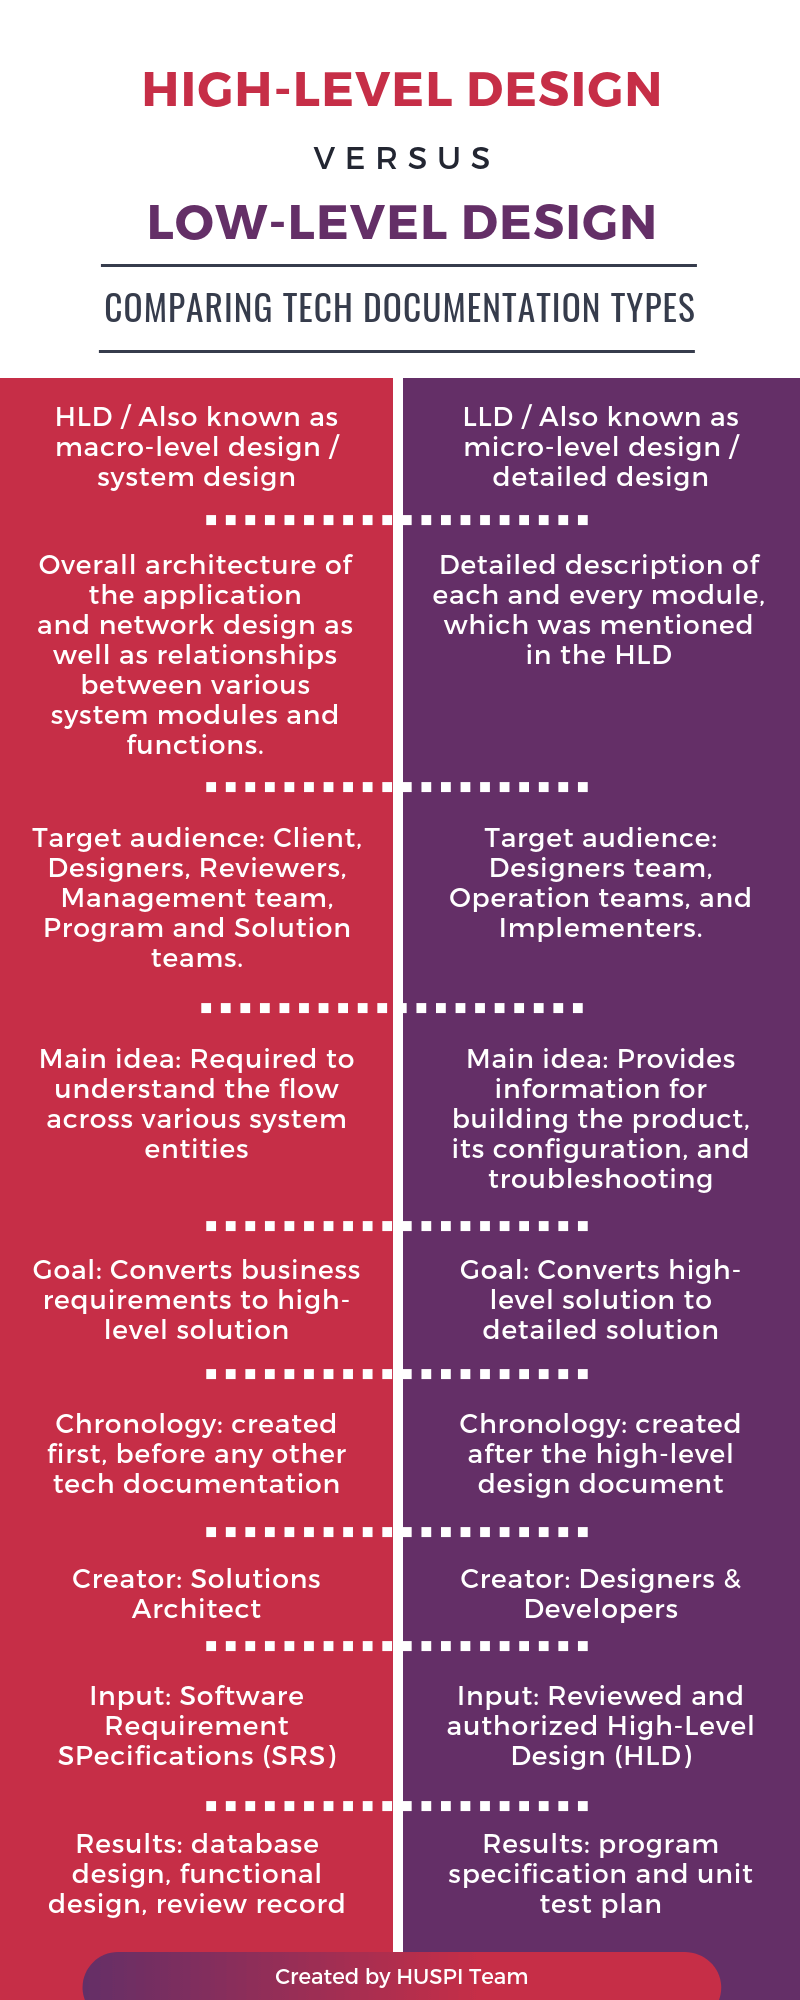 HIGH-LEVEL DESIGN
VERSUS
LOW-LEVEL DESIGN
COMPARING TECH DOCUMENTATION TYPES
HLD / Also known as
macro-level design /
system design
LLD / Also known as
micro-level design /
detailed design
Overall architecture of
the application
and network design as
well as relationships
between various
system modules and
functions.
Detailed description of
each and every module,
which was mentioned
in the HLD
Target audience: Client,
Designers, Reviewers,
Management team,
Program and Solution
teams.
Target audience:
Designers team,
Operation teams, and
Implementers.
Main idea: Required to
understand the flow
across various system
entities
Main idea: Provides
information for
building the product,
its configuration, and
troubleshooting
Goal: Converts business
requirements to high-
level solution
Goal: Converts high-
level solution to
detailed solution
Chronology: created
first, before any other
tech documentation
Chronology: created
after the high-level
design document
Creator: Solutions
Architect
Creator: Designers &
Developers
Input: Software
Requirement
SPecifications (SRS)
Input: Reviewed and
authorized High-Level
Design (HLD)
Results: database
design, functional
design, review record
Results: program
specification and unit
test plan
Created by HUSPI Team